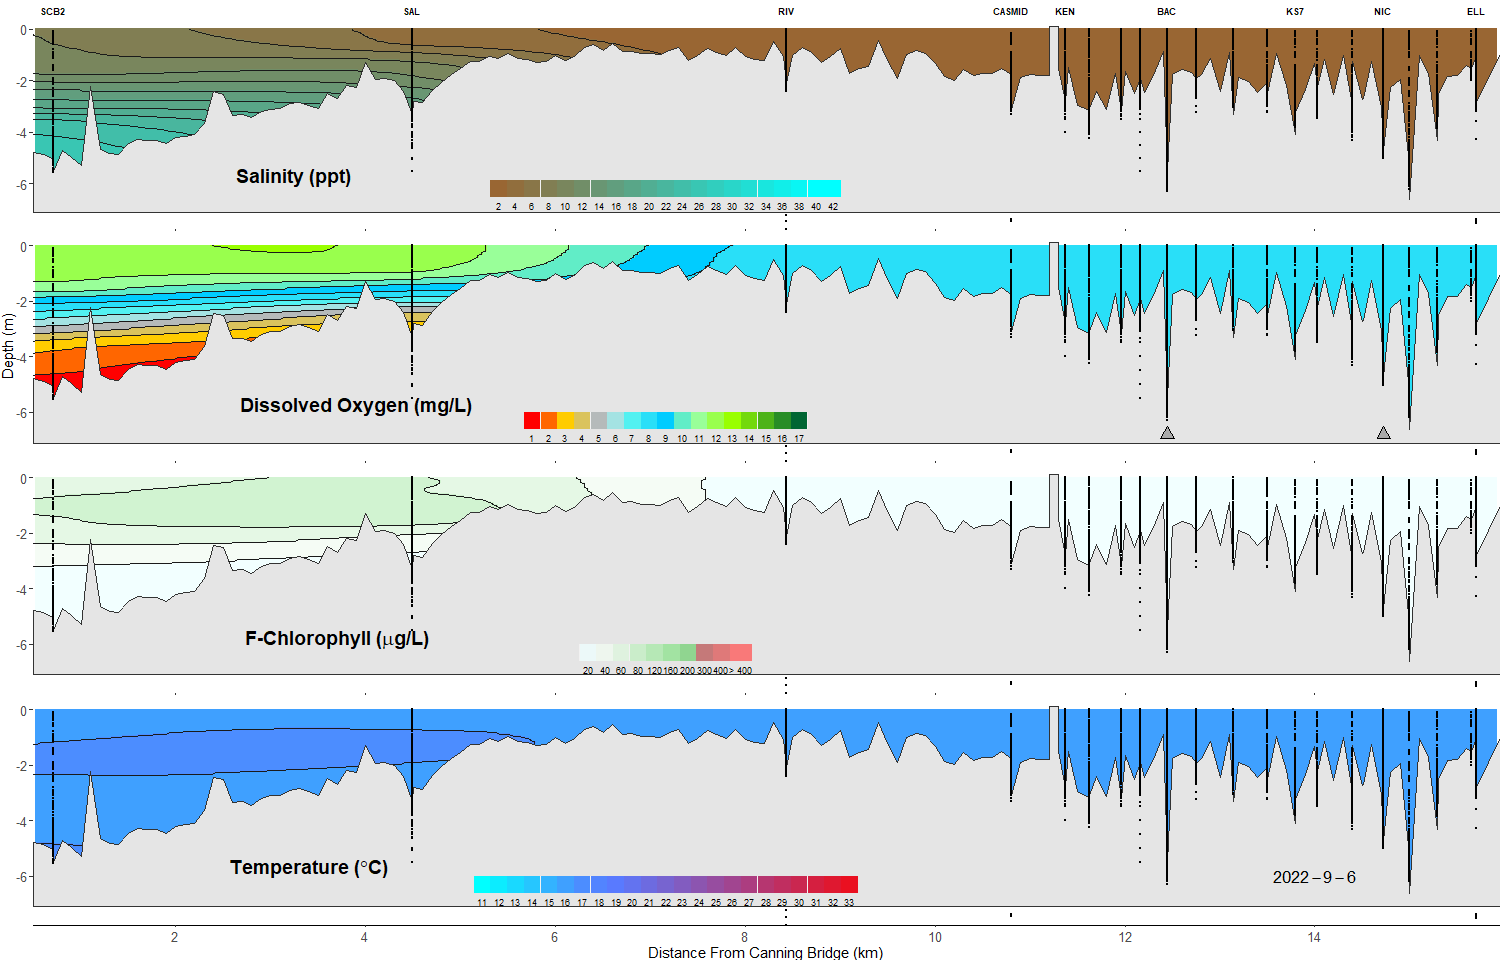 SCB2 SAL RIV CASMID KEN BAC KS7 NIC ELL
0
-2
-4
-6
Salinity (ppt)
2 4 6 8 10 12 14 16 18 20 22 24 26 28 30 32 34 36 38 40 42
0
-2
-4
-6
Depth (m)
Dissolved Oxygen (mg/L)
1 2 3 4 5 6 7 8 9 10 11 12 13 14 15 16 17
0
-2
-4
-6
F-Chlorophyll (µg/L)
20 40 60 80 120 160 200 300 400 > 400
0
-2
-4
-6
Temperature (°C)
2022-9-6
11 12 13 14 15 16 17 18 19 20 21 22 23 24 25 26 27 28 29 30 31 32 33
2 4 6 8 10 12 14
Distance From Canning Bridge (km)